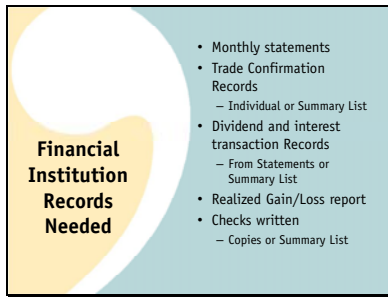 Financial
Institution
Records
Needed
• Monthly statements
• Trade Confirmation
Records
– Individual or Summary List
• Dividend and interest
transaction Records
– From Statements or
Summary List
• Realized Gain/Loss report
• Checks written
– Copies or Summary List